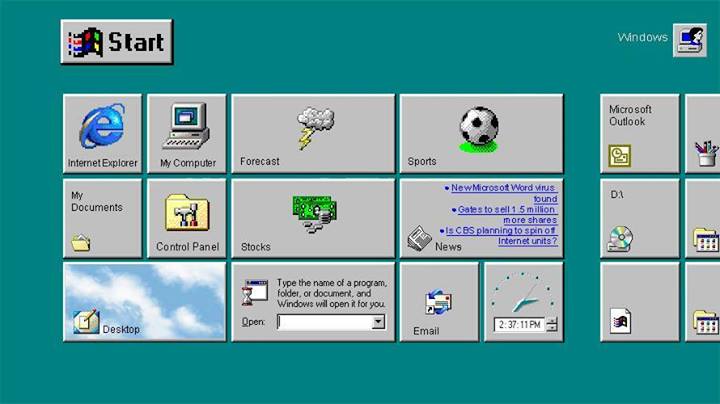 Start
Windows
Internet Explorer
My Computer
Forecast
Sports
Microsoft
Outlook
My
Documents
Control Panel
Stocks
• New Microsoft Word virus
found
• Gates to sell 1.5 million
more shares
• Is CBS planning to spin off
Internet units?
News
D:\
Desktop
Type the name of a program,
folder, or document, and
Windows will open it for you.
Open:
Email
2:37:11 PM